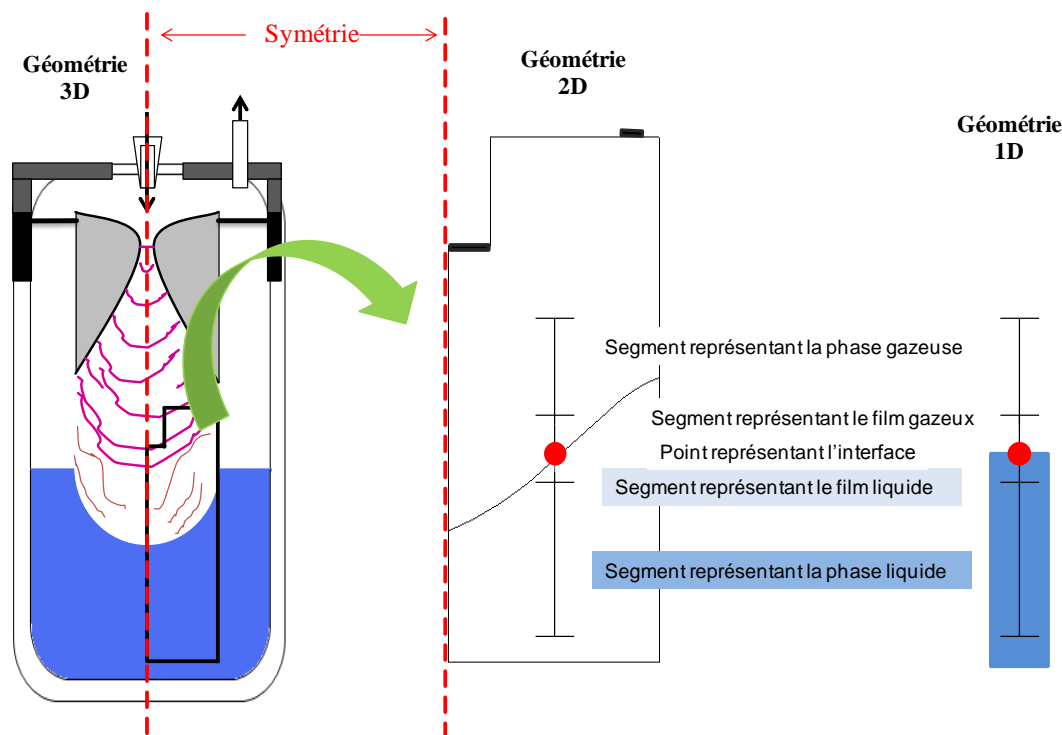 Symétrie
Géométrie
3D
Géométrie
2D
Géométrie
1D
Segment représentant la phase gazeuse
Segment représentant le film gazeux
Point représentant l'interface
Segment représentant le film liquide
Segment représentant la phase liquide